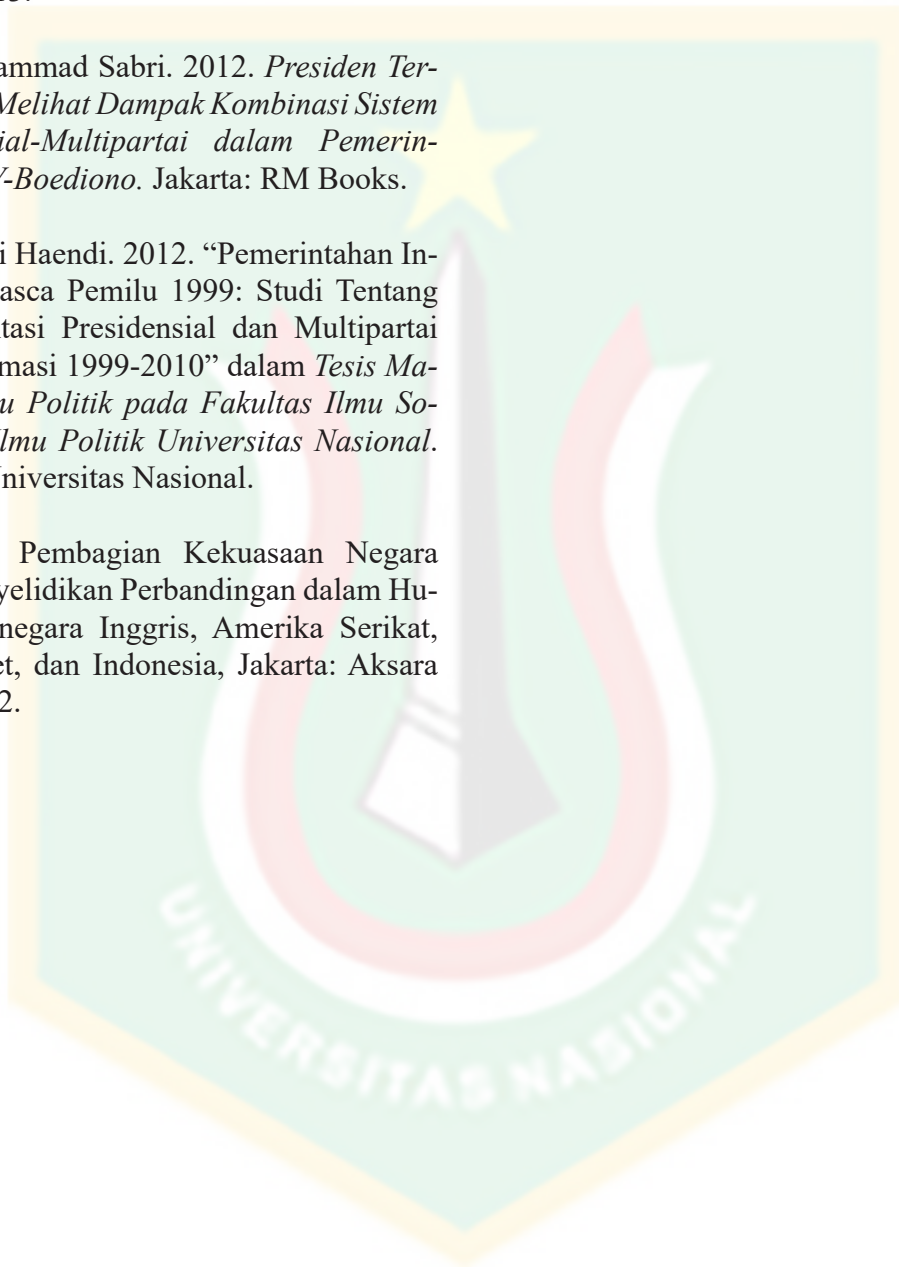 ammad Sabri. 2012. Presiden Ter-
Melihat Dampak Kombinasi Sistem
ial-Multipartai dalam Pemerin-
-Boediono. Jakarta: RM Books.
i Haendi. 2012. “Pemerintahan In-
asca Pemilu 1999: Studi Tentang
tasi Presidensial dan Multipartai
masi 1999-2010” dalam Tesis Ma-
u Politik pada Fakultas Ilmu So-
lmu Politik Universitas Nasional.
niversitas Nasional.
Pembagian Kekuasaan Negara
yelidikan Perbandingan dalam Hu-
negara Inggris, Amerika Serikat,
et, dan Indonesia, Jakarta: Aksara
2.
UNIVERSITAS NASIONAL